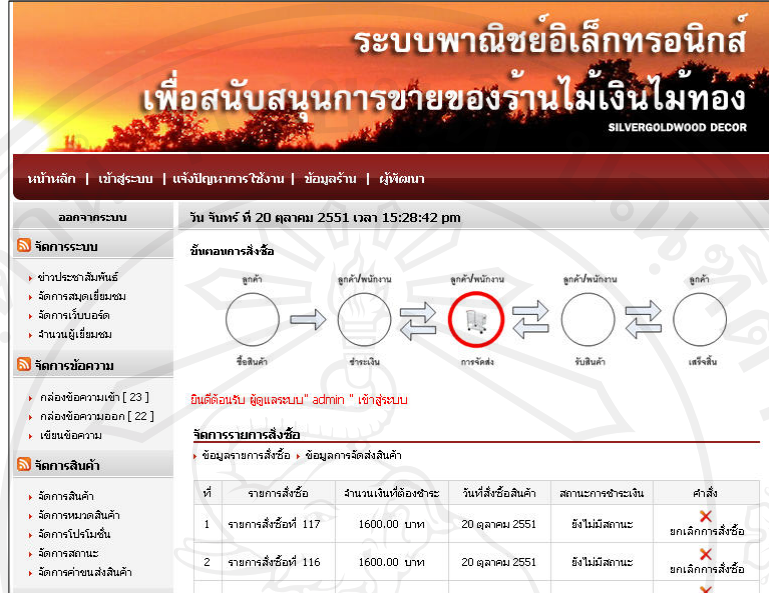 ระบบพาณิชย์อิเล็กทรอนิกส์
เพื่อสนับสนุนการขายของร้านไม้เงินไม้ทอง
SILVERGOLDWOOD DECOR
หน้าหลัก | เข้าสู่ระบบ | แจ้งปัญหาการใช้งาน | ข้อมูลร้าน | ผู้พัฒนา
ออกจากระบบ
วัน จันทร์ ที่ 20 ตุลาคม 2551 เวลา 15:28:42 pm
จัดการระบบ
ข่าวประชาสัมพันธ์
จัดการสมุดเยี่ยมชม
จัดการเว็บบอร์ด
จำนวนผู้เยี่ยมชม
จัดการข้อความ
กล่องข้อความเข้า [ 23 ]
กล่องข้อความออก [ 22 ]
เขียนข้อความ
จัดการสินค้า
จัดการสินค้า
จัดการหมวดสินค้า
จัดการโปรโมชั่น
จัดการสถานะ
จัดการค่าขนส่งสินค้า
ขั้นตอนการสั่งซื้อ
ลูกค้า ลูกค้า/พนักงาน ลูกค้า/พนักงาน ลูกค้า/พนักงาน ลูกค้า
ซื้อสินค้า ชำระเงิน การจัดส่ง รับสินค้า เสร็จสิ้น
ยินดีต้อนรับ ผู้ดูแลระบบ" admin " เข้าสู่ระบบ
จัดการรายการสั่งซื้อ
ข้อมูลรายการสั่งซื้อ ข้อมูลการจัดส่งสินค้า
ที่ รายการสั่งซื้อ จำนวนเงินที่ต้องชำระ วันที่สั่งซื้อสินค้า สถานะการชำระเงิน คำสั่ง
1 รายการสั่งซื้อที่ 117 1600.00 บาท 20 ตุลาคม 2551 ยังไม่มีสถานะ ยกเลิกการสั่งซื้อ
2 รายการสั่งซื้อที่ 116 1600.00 บาท 20 ตุลาคม 2551 ยังไม่มีสถานะ ยกเลิกการสั่งซื้อ